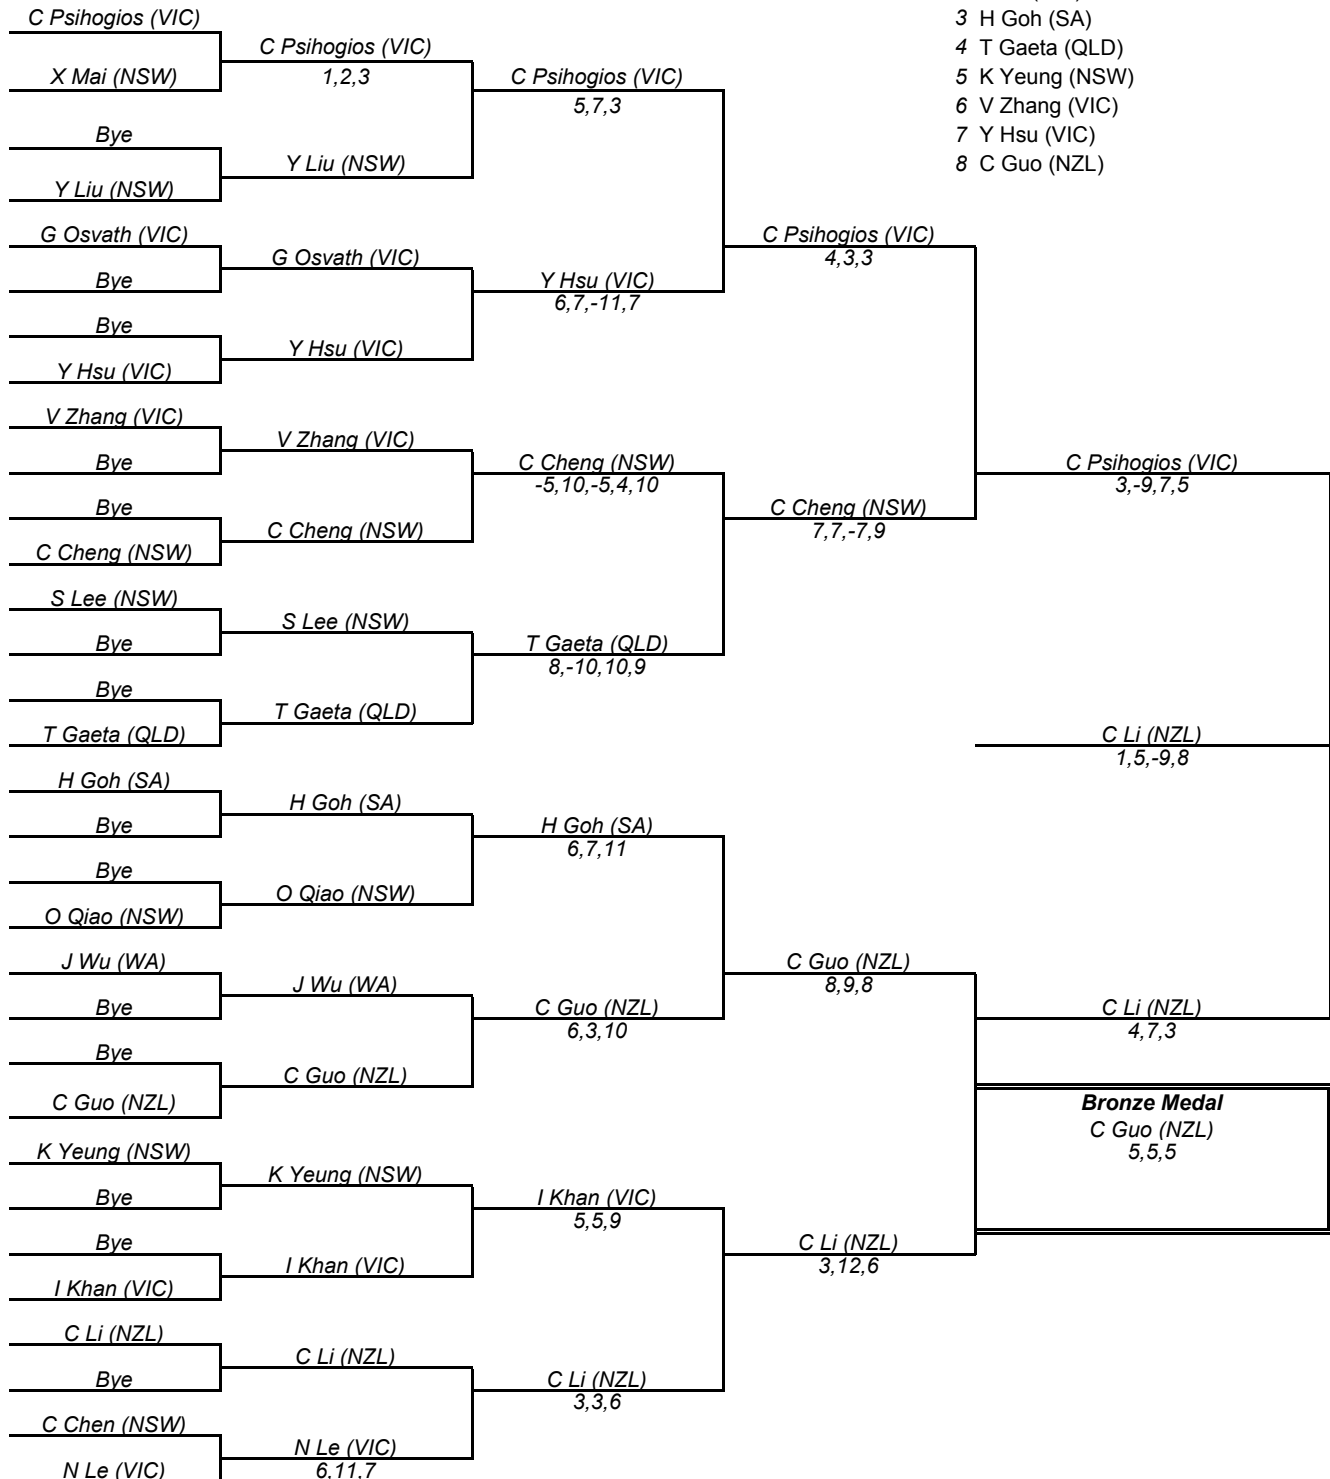 3 H Goh (SA)
4 T Gaeta (QLD)
5 K Yeung (NSW)
6 V Zhang (VIC)
7 Y Hsu (VIC)
8 C Guo (NZL)
C Psihogios (VIC)
X Mai (NSW)
Bye
Y Liu (NSW)
G Osvath (VIC)
Bye
Bye
Y Hsu (VIC)
V Zhang (VIC)
Bye
Bye
C Cheng (NSW)
S Lee (NSW)
Bye
Bye
T Gaeta (QLD)
H Goh (SA)
Bye
Bye
O Qiao (NSW)
J Wu (WA)
Bye
Bye
C Guo (NZL)
K Yeung (NSW)
Bye
Bye
I Khan (VIC)
C Li (NZL)
Bye
C Chen (NSW)
N Le (VIC)
C Psihogios (VIC)
1,2,3
Y Liu (NSW)
G Osvath (VIC)
Y Hsu (VIC)
V Zhang (VIC)
C Cheng (NSW)
S Lee (NSW)
T Gaeta (QLD)
H Goh (SA)
O Qiao (NSW)
J Wu (WA)
C Guo (NZL)
K Yeung (NSW)
I Khan (VIC)
C Li (NZL)
N Le (VIC)
6,11,7
C Psihogios (VIC)
5,7,3
Y Hsu (VIC)
6,7,-11,7
C Cheng (NSW)
-5,10,-5,4,10
T Gaeta (QLD)
8,-10,10,9
H Goh (SA)
6,7,11
C Guo (NZL)
6,3,10
I Khan (VIC)
5,5,9
C Li (NZL)
3,3,6
C Psihogios (VIC)
4,3,3
C Cheng (NSW)
7,7,-7,9
C Guo (NZL)
8,9,8
C Li (NZL)
3,12,6
C Psihogios (VIC)
3,-9,7,5
C Li (NZL)
1,5,-9,8
C Li (NZL)
4,7,3
Bronze Medal
C Guo (NZL)
5,5,5